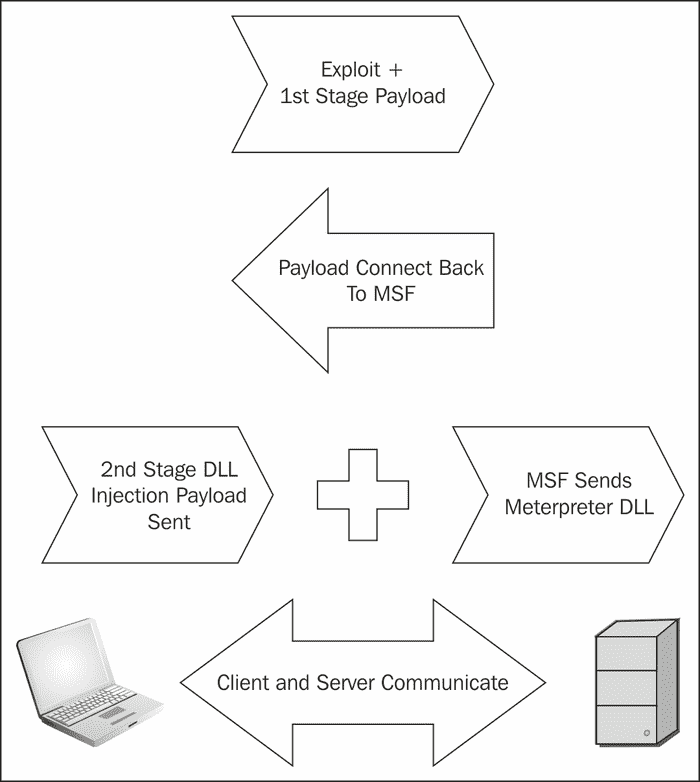 Exploit +
1st Stage Payload
Payload Connect Back
To MSF
2nd Stage DLL
Injection Payload
Sent
MSF Sends
Meterpreter DLL
Client and Server Communicate